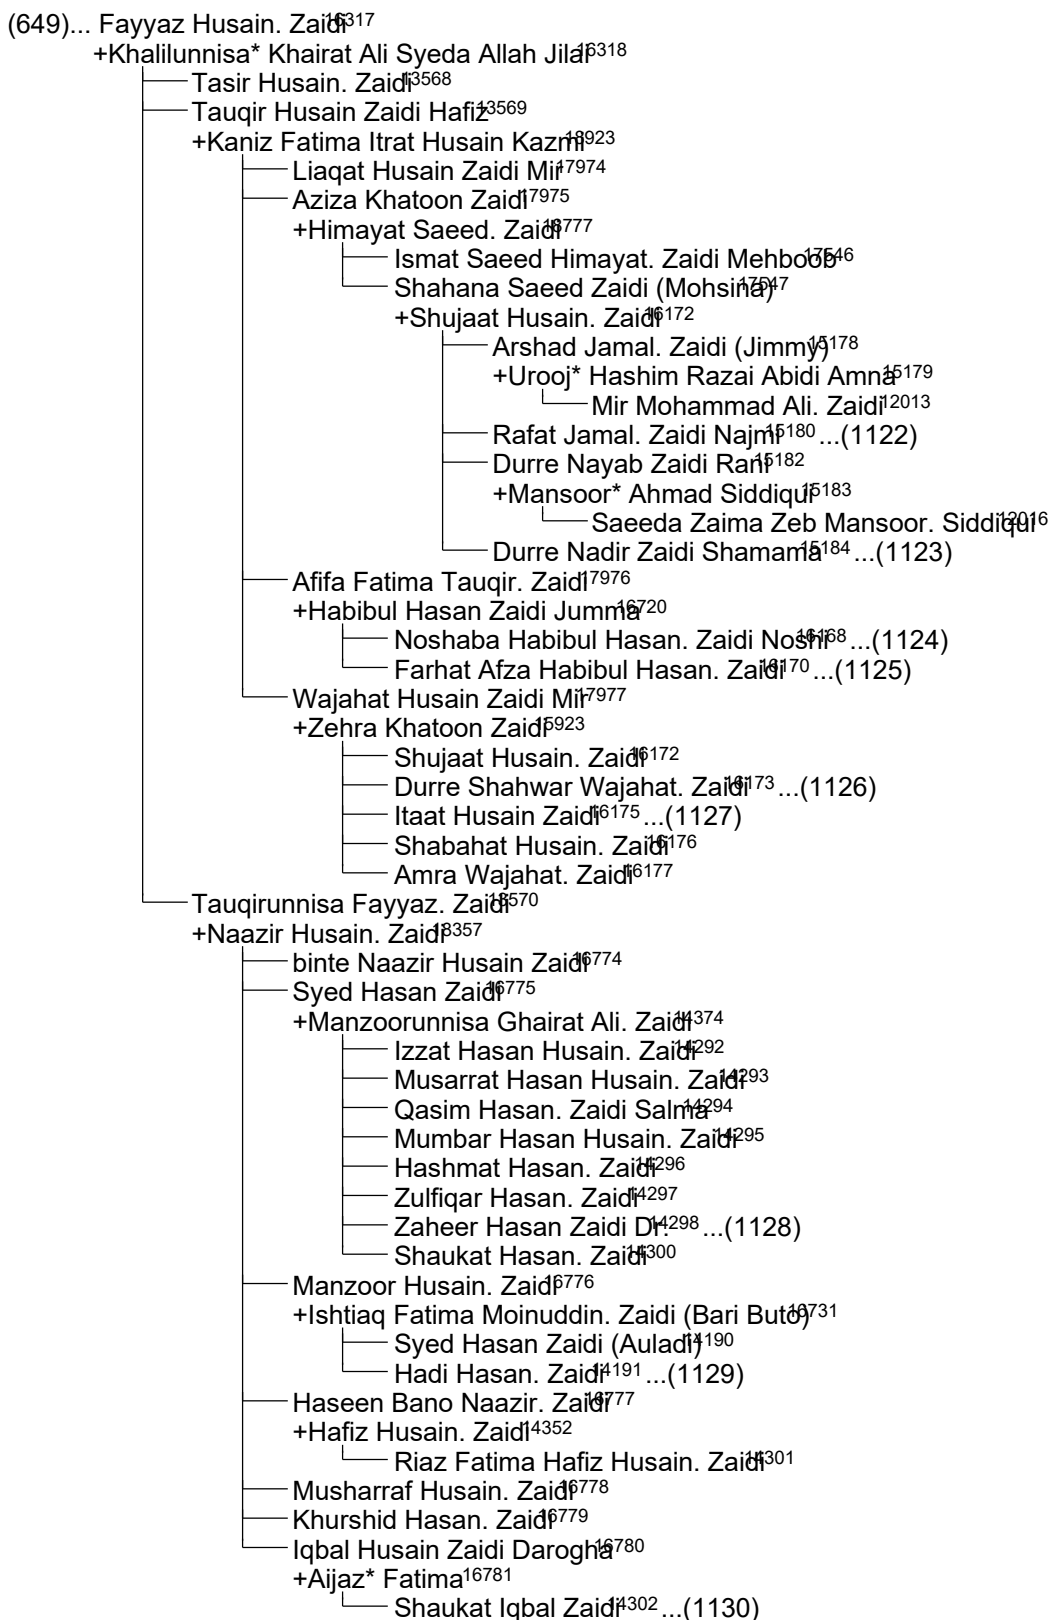 (649)... Fayyaz Husain. Zaidi16317
+Khalilunnisa* Khairat Ali Syeda Allah Jilai16318
Tasir Husain. Zaidi13568
Tauqir Husain Zaidi Hafiz13569
+Kaniz Fatima Itrat Husain Kazmi18923
Liaqat Husain Zaidi Mir17974
Aziza Khatoon Zaidi17975
+Himayat Saeed. Zaidi18777
Ismat Saeed Himayat. Zaidi Mehboob17546
Shahana Saeed Zaidi (Mohsina)17547
+Shujaat Husain. Zaidi16172
Arshad Jamal. Zaidi (Jimmy)15178
+Urooj* Hashim Razai Abidi Amna15179
Mir Mohammad Ali. Zaidi12013
Rafat Jamal. Zaidi Najmi15180 ...(1122)
Durre Nayab Zaidi Rani15182
+Mansoor* Ahmad Siddiqui15183
Saeeda Zaima Zeb Mansoor. Siddiqui12016
Durre Nadir Zaidi Shamama15184 ...(1123)
Afifa Fatima Tauqir. Zaidi17976
+Habibul Hasan Zaidi Jumma16720
Noshaba Habibul Hasan. Zaidi Noshi16168 ...(1124)
Farhat Afza Habibul Hasan. Zaidi16170 ...(1125)
Wajahat Husain Zaidi Mir17977
+Zehra Khatoon Zaidi15923
Shujaat Husain. Zaidi16172
Durre Shahwar Wajahat. Zaidi16173 ...(1126)
Itaat Husain Zaidi16175 ...(1127)
Shabahat Husain. Zaidi16176
Amra Wajahat. Zaidi16177
Tauqirunnisa Fayyaz. Zaidi13570
+Naazir Husain. Zaidi18357
binte Naazir Husain Zaidi16774
Syed Hasan Zaidi16775
+Manzoorunnisa Ghairat Ali. Zaidi14374
Izzat Hasan Husain. Zaidi14292
Musarrat Hasan Husain. Zaidi14293
Qasim Hasan. Zaidi Salma14294
Mumbar Hasan Husain. Zaidi14295
Hashmat Hasan. Zaidi14296
Zulfiqar Hasan. Zaidi14297
Zaheer Hasan Zaidi Dr.14298 ...(1128)
Shaukat Hasan. Zaidi14300
Manzoor Husain. Zaidi16776
+Ishtiaq Fatima Moinuddin. Zaidi (Bari Buto)16731
Syed Hasan Zaidi (Auladi)14190
Hadi Hasan. Zaidi14191 ...(1129)
Haseen Bano Naazir. Zaidi16777
+Hafiz Husain. Zaidi14352
Riaz Fatima Hafiz Husain. Zaidi14301
Musharraf Husain. Zaidi16778
Khurshid Hasan. Zaidi16779
Iqbal Husain Zaidi Darogha16780
+Aijaz* Fatima16781
Shaukat Iqbal Zaidi14302 ...(1130)